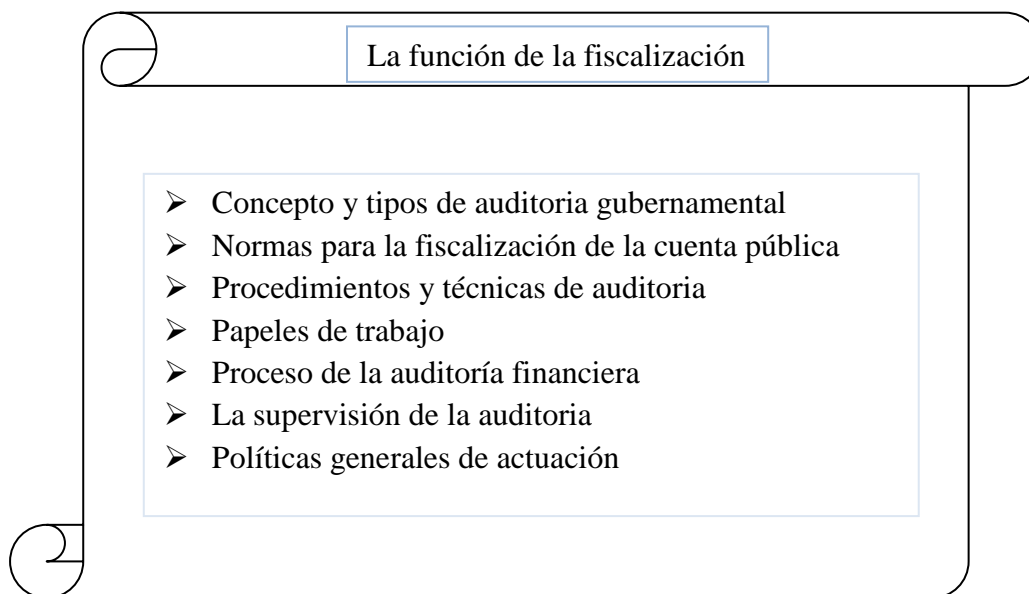 La función de la fiscalización
➢ Concepto y tipos de auditoria gubernamental
➢ Normas para la fiscalización de la cuenta pública
➢ Procedimientos y técnicas de auditoria
➢ Papeles de trabajo
➢ Proceso de la auditoría financiera
➢ La supervisión de la auditoria
➢ Políticas generales de actuación